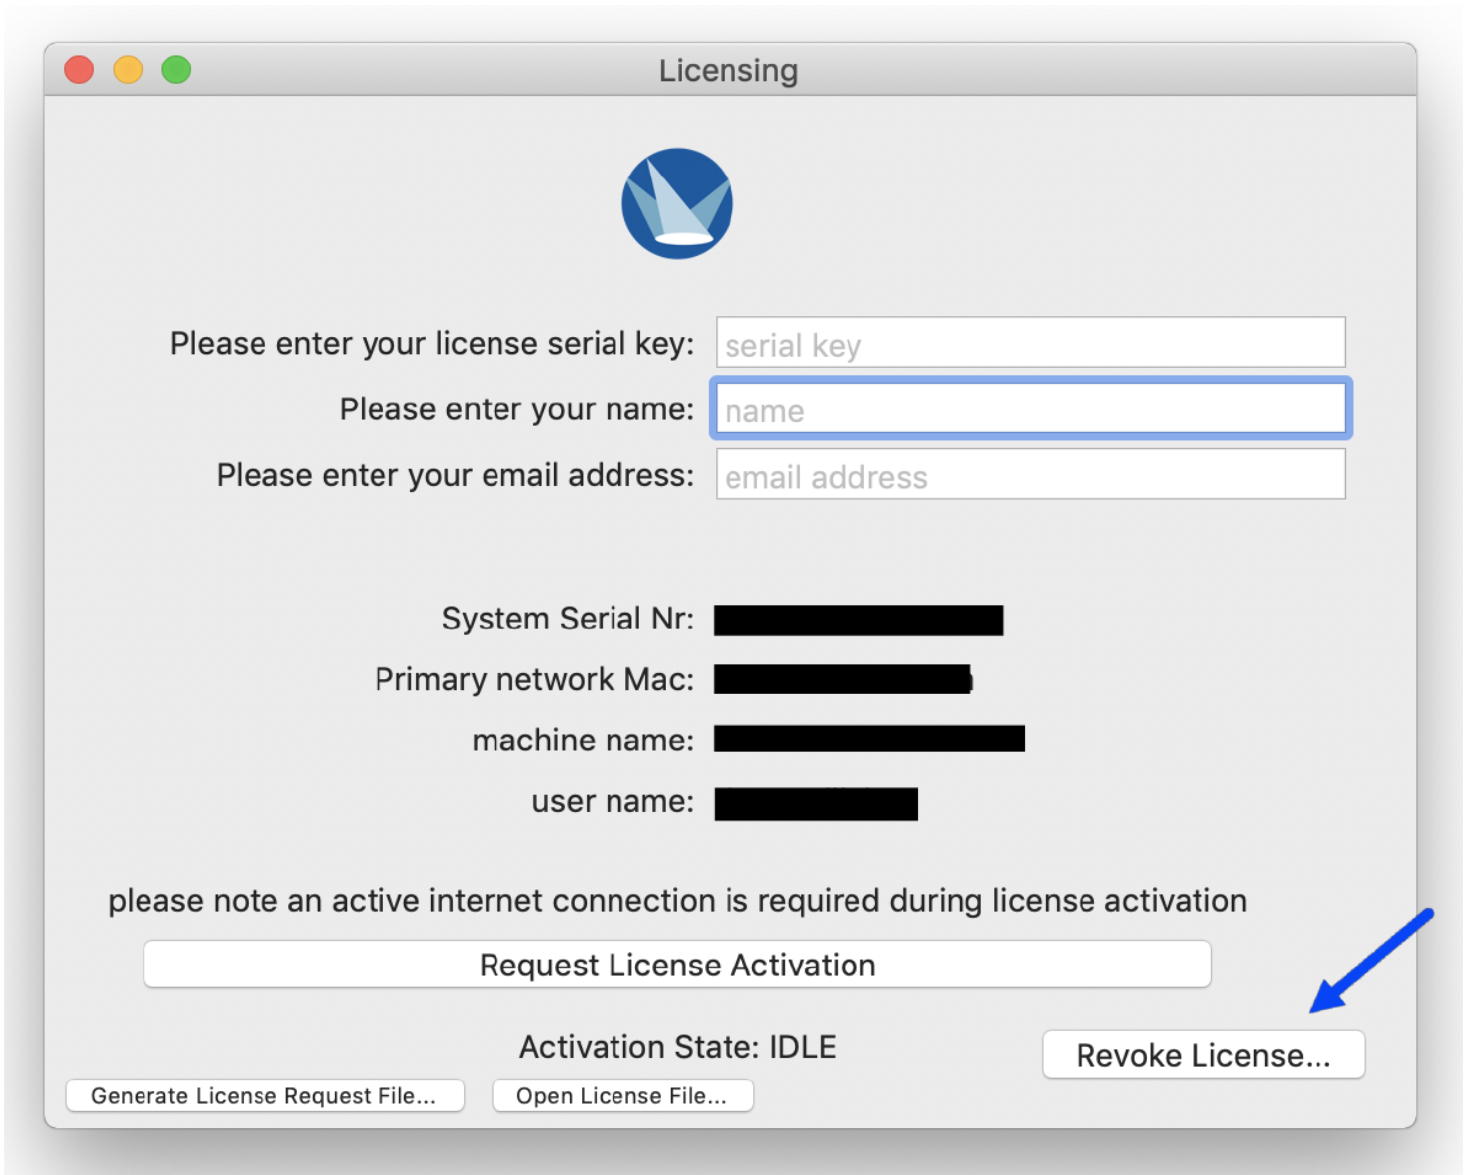 Licensing
Please enter your license serial key: serial key
Please enter your name: name
Please enter your email address: email address
System Serial Nr:
Primary network Mac:
machine name:
user name:
please note an active internet connection is required during license activation
Request License Activation
Activation State: IDLE
Revoke License...
Generate License Request File...
Open License File...